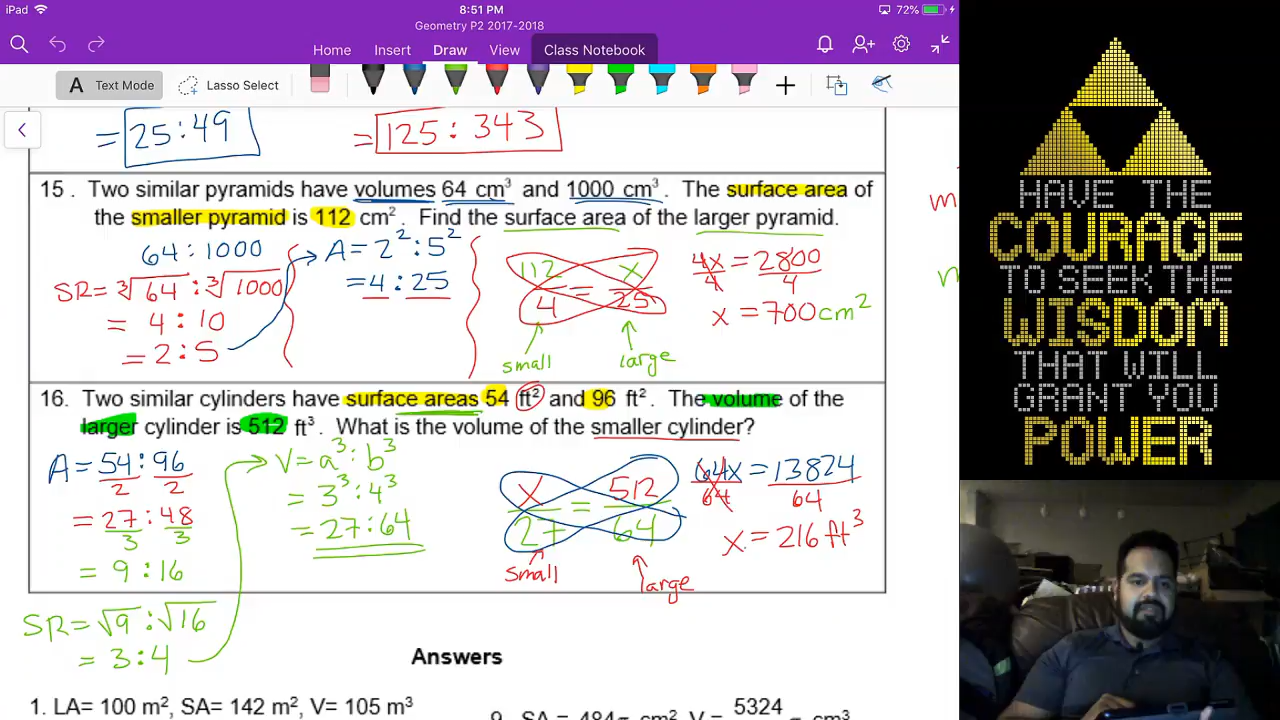 iPad 8:51 PM 72%
Geometry P2 2017-2018
Home Insert Draw View Class Notebook
A Text Mode Lasso Select
= 25:49 = 125:343
15. Two similar pyramids have volumes 64 cm³ and 1000 cm³. The surface area of
the smaller pyramid is 112 cm². Find the surface area of the larger pyramid.
64:1000
SR = ∛64 : ∛1000
= 4:10
= 2:5
A = 2² : 5²
= 4:25
112/4 = x/25
small large
4x/4 = 2800/4
x = 700 cm²
16. Two similar cylinders have surface areas 54 ft² and 96 ft². The volume of the
larger cylinder is 512 ft³. What is the volume of the smaller cylinder?
A = 54/2 : 96/2
= 27/3 : 48/3
= 9:16
SR = √9 : √16
= 3:4
V = a³ : b³
= 3³ : 4³
= 27:64
x/27 = 512/64
small large
64x/64 = 13824/64
x = 216 ft³
Answers
1. LA= 100 m², SA= 142 m², V= 105 m³
HAVE THE
COURAGE
TO SEEK THE
WISDOM
THAT WILL
GRANT YOU
POWER